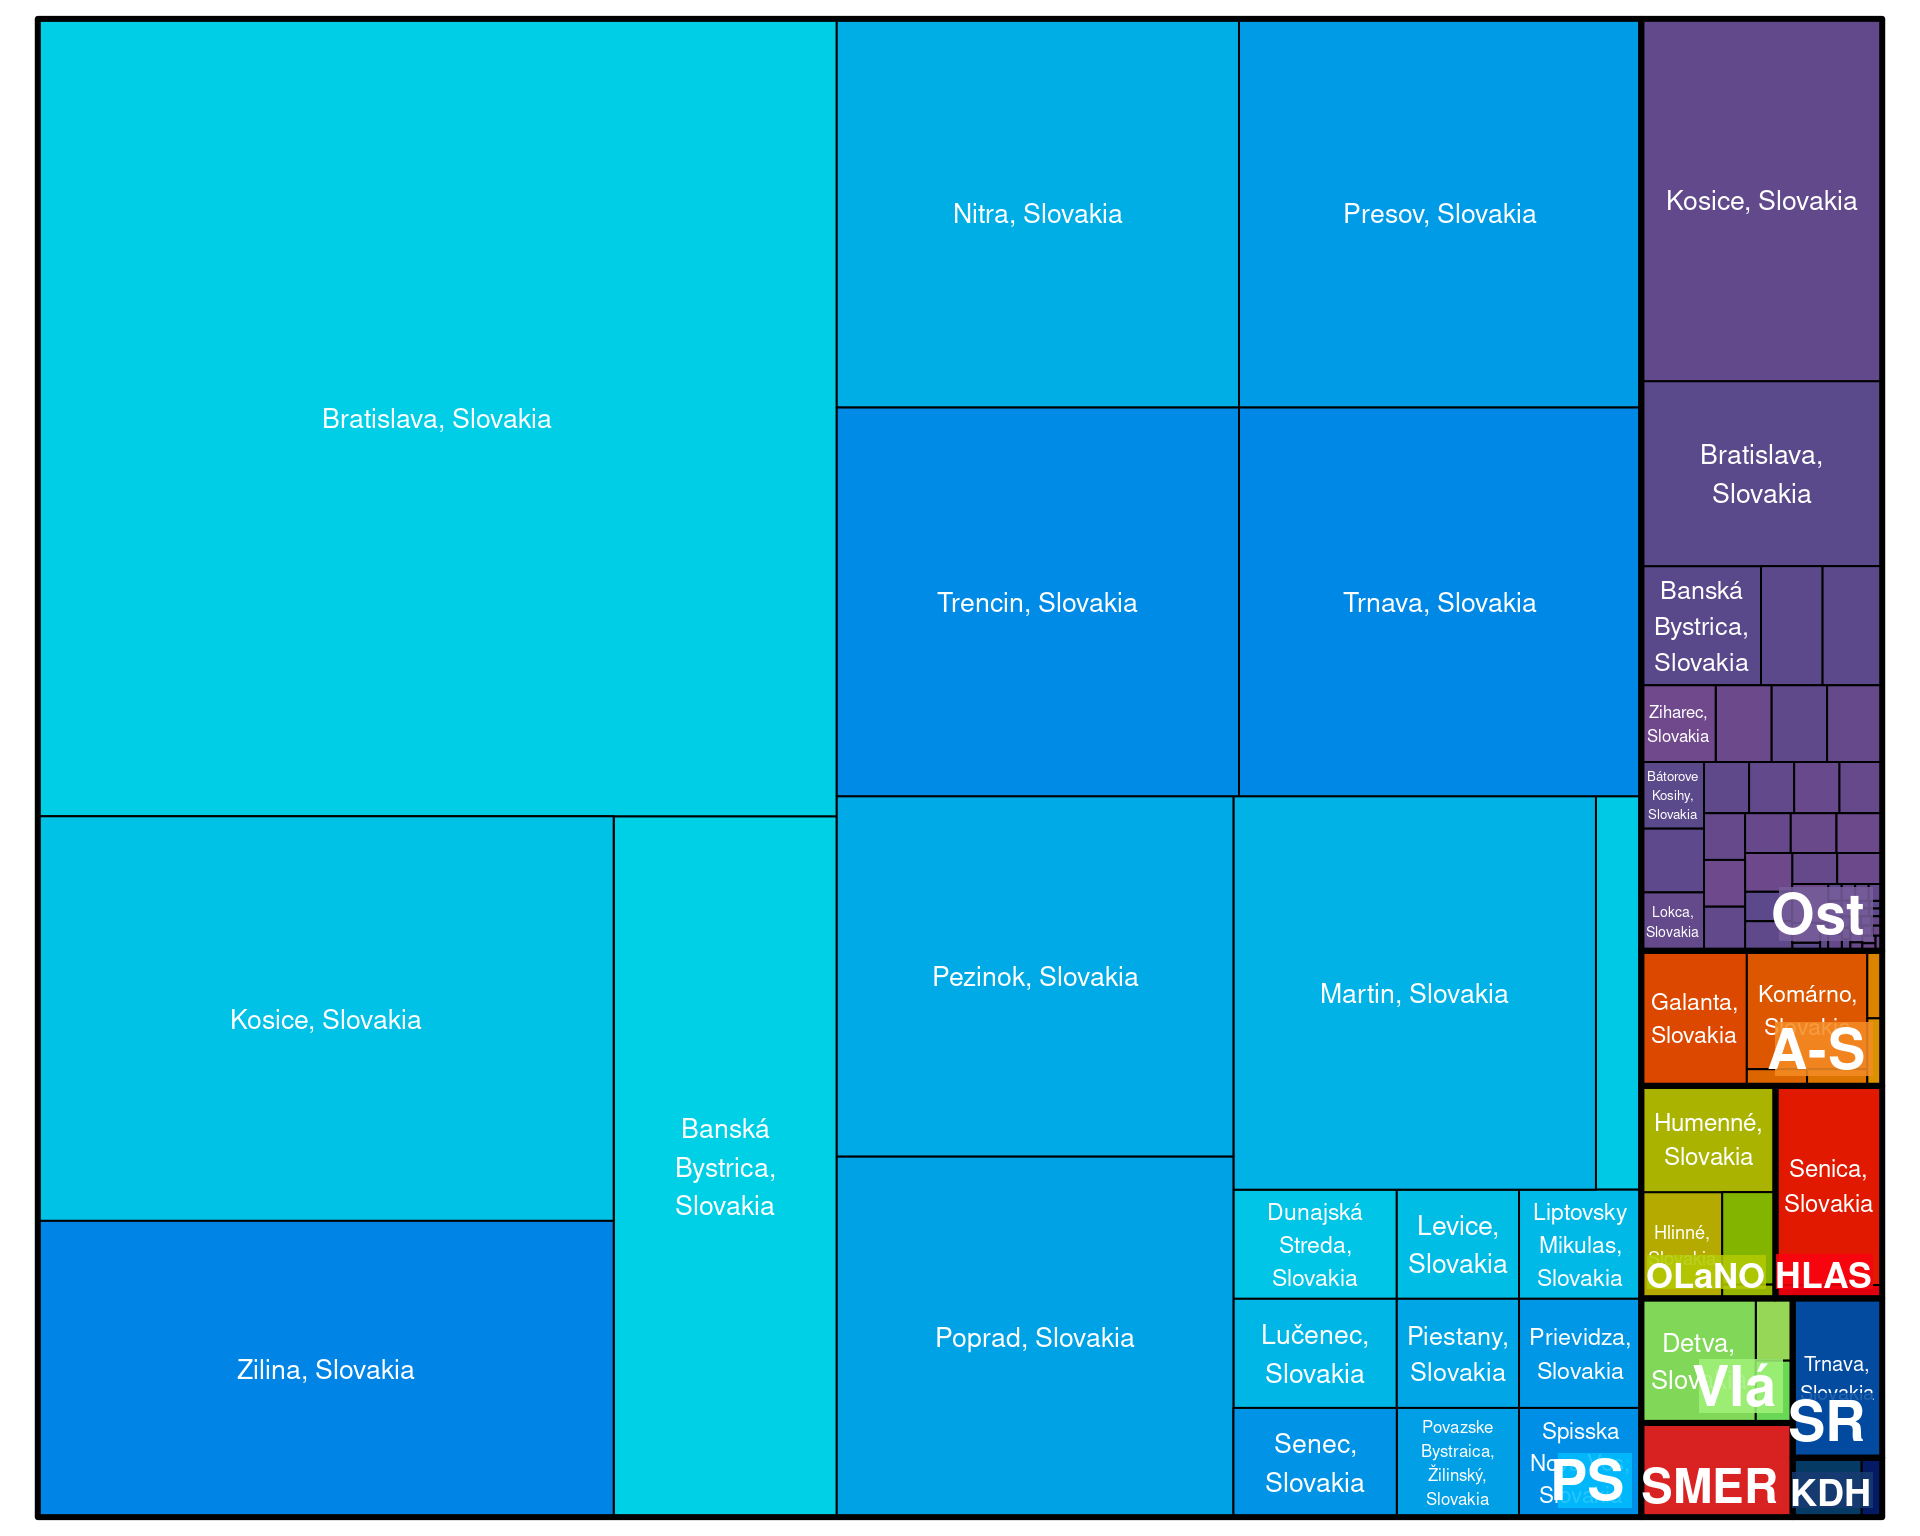 Bratislava, Slovakia
Kosice, Slovakia
Zilina, Slovakia
Banská
Bystrica,
Slovakia
Nitra, Slovakia
Presov, Slovakia
Trencin, Slovakia
Trnava, Slovakia
Pezinok, Slovakia
Poprad, Slovakia
Martin, Slovakia
Dunajská
Streda,
Slovakia
Levice,
Slovakia
Liptovsky
Mikulas,
Slovakia
Lučenec,
Slovakia
Piestany,
Slovakia
Prievidza,
Slovakia
Senec,
Slovakia
Povazske
Bystraica,
Žilinský,
Slovakia
Spisska
PS
Kosice, Slovakia
Bratislava,
Slovakia
Banská
Bystrica,
Slovakia
Ziharec,
Slovakia
Bátorove
Kosihy,
Slovakia
Lokca,
Slovakia
Ost
Galanta,
Slovakia
Komárno,
Slovakia
A-S
Humenné,
Slovakia
Hlinné,
Slovakia
OLaNO
Senica,
Slovakia
HLAS
Detva,
Vlá
Trnava,
Slovakia
SR
SMER
KDH